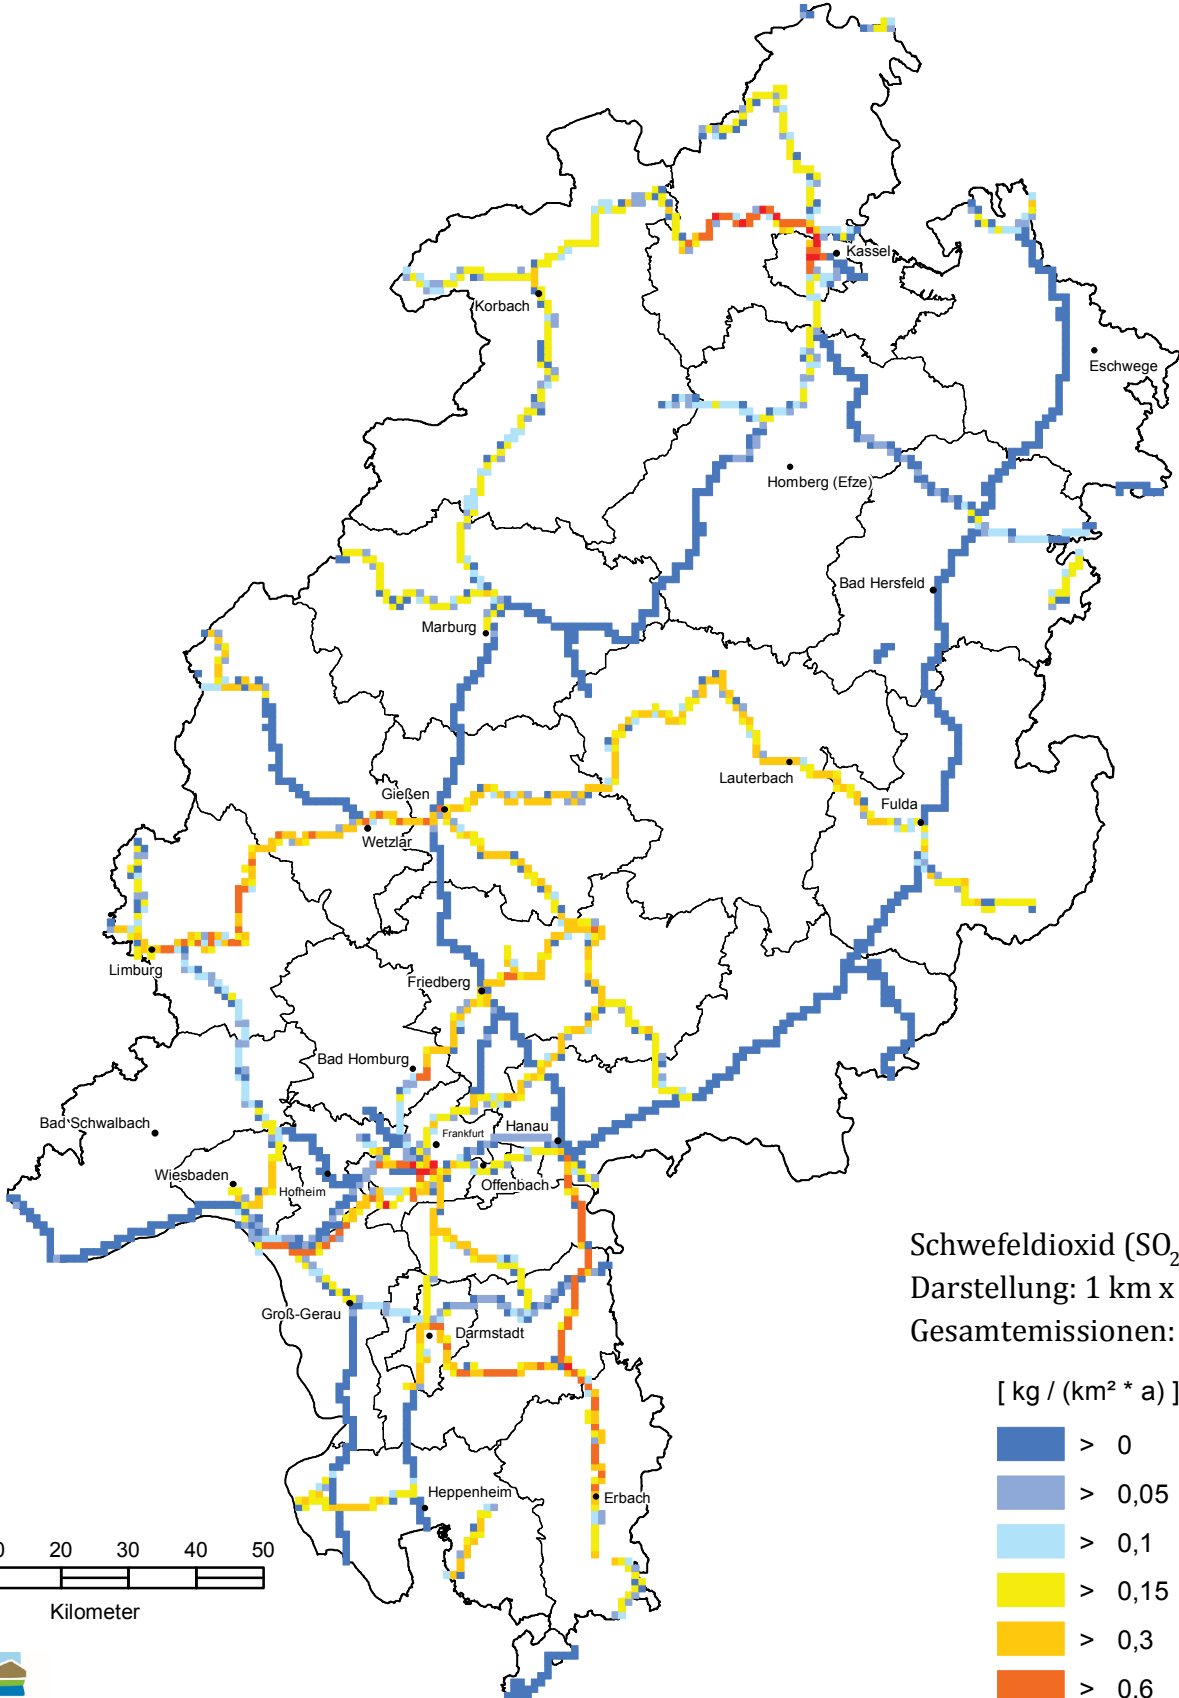 Kassel
Korbach
Eschwege
Homberg (Efze)
Bad Hersfeld
Marburg
Lauterbach
Gießen
Fulda
Wetzlar
Limburg
Friedberg
Bad Homburg
Bad Schwalbach
Hanau
Frankfurt
Wiesbaden
Hofheim
Offenbach
Schwefeldioxid (SO₂
Darstellung: 1 km x
Gesamtemissionen:
Groß-Gerau
Darmstadt
[ kg / (km² * a) ]
> 0
> 0,05
> 0,1
> 0,15
> 0,3
> 0,6
Heppenheim
Erbach
0 20 30 40 50
Kilometer